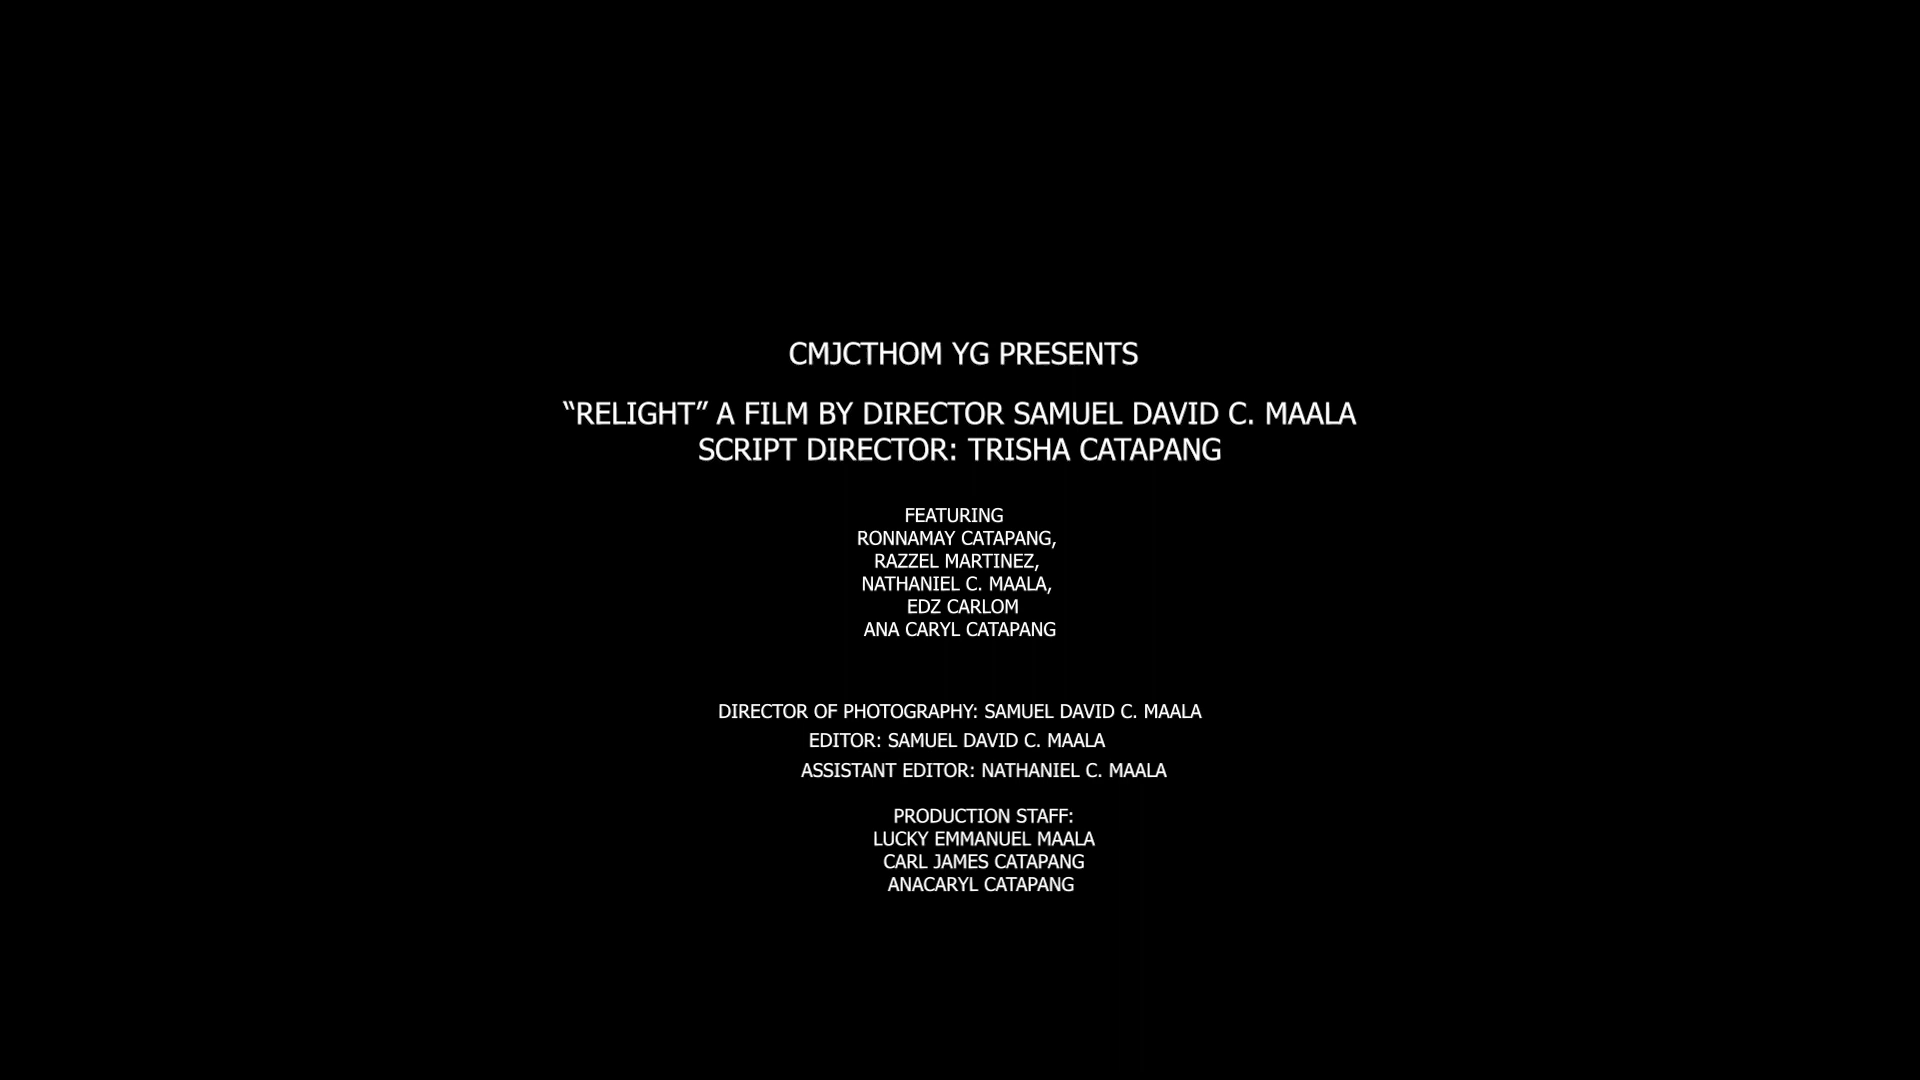 CMJCTHOM YG PRESENTS
“RELIGHT” A FILM BY DIRECTOR SAMUEL DAVID C. MAALA
SCRIPT DIRECTOR: TRISHA CATAPANG
FEATURING
RONNAMAY CATAPANG,
RAZZEL MARTINEZ,
NATHANIEL C. MAALA,
EDZ CARLOM
ANA CARYL CATAPANG
DIRECTOR OF PHOTOGRAPHY: SAMUEL DAVID C. MAALA
EDITOR: SAMUEL DAVID C. MAALA
ASSISTANT EDITOR: NATHANIEL C. MAALA
PRODUCTION STAFF:
LUCKY EMMANUEL MAALA
CARL JAMES CATAPANG
ANACARYL CATAPANG